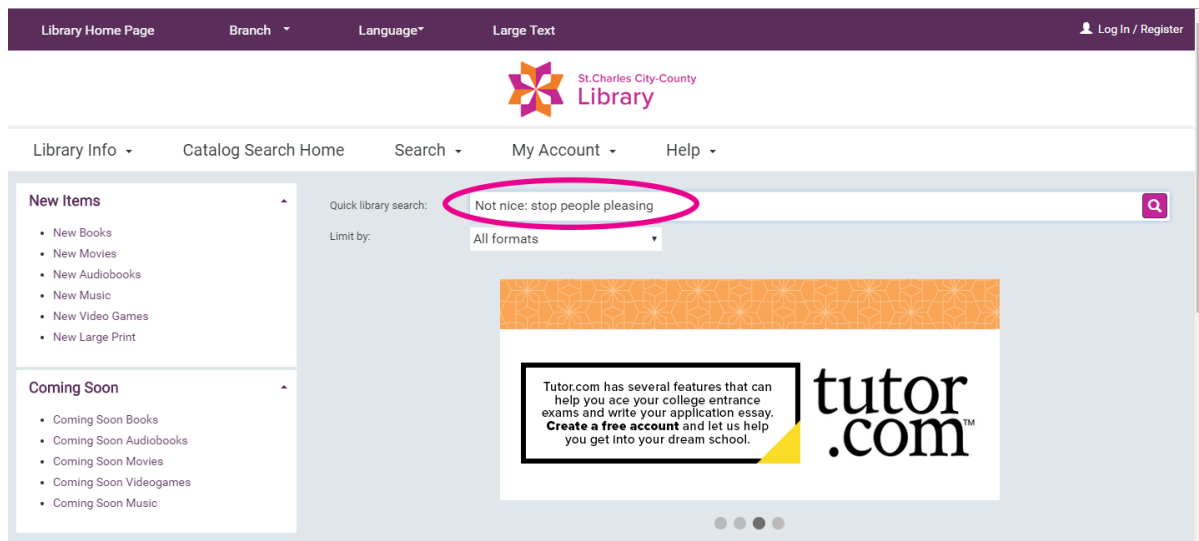 Library Home Page Branch Language Large Text Log In / Register
St.Charles City-County
Library
Library Info Catalog Search Home Search My Account Help
New Items
• New Books
• New Movies
• New Audiobooks
• New Music
• New Video Games
• New Large Print
Coming Soon
• Coming Soon Books
• Coming Soon Audiobooks
• Coming Soon Movies
• Coming Soon Videogames
• Coming Soon Music
Quick library search: Not nice: stop people pleasing
Limit by: All formats
Tutor.com has several features that can
help you ace your college entrance
exams and write your application essay.
Create a free account and let us help
you get into your dream school.
tutor
.com™